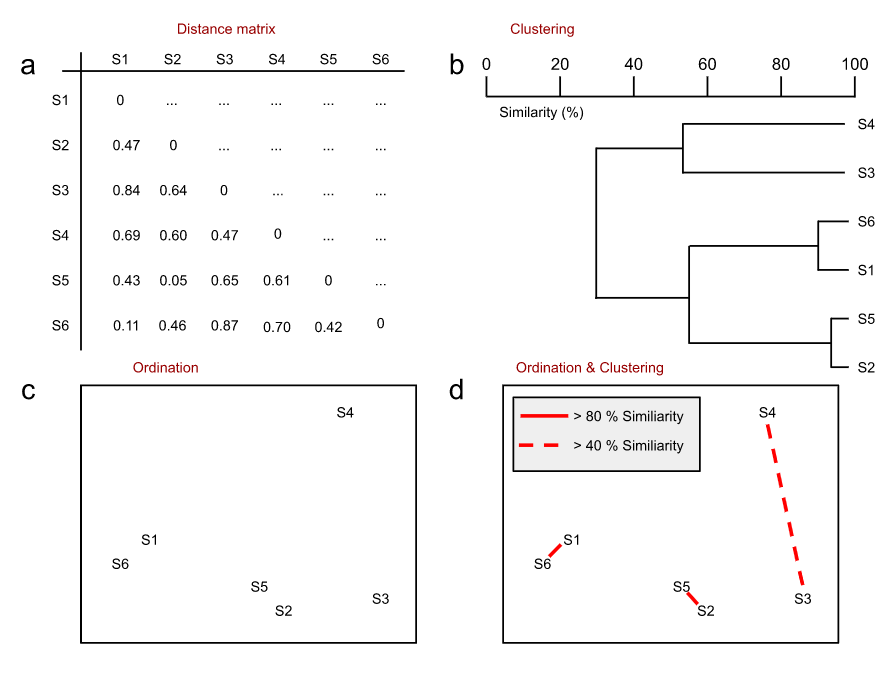 Distance matrix
a
S1 S2 S3 S4 S5 S6
S1 0 ... ... ... ... ...
S2 0.47 0 ... ... ... ...
S3 0.84 0.64 0 ... ... ...
S4 0.69 0.60 0.47 0 ... ...
S5 0.43 0.05 0.65 0.61 0 ...
S6 0.11 0.46 0.87 0.70 0.42 0
Clustering
b
0 20 40 60 80 100
Similarity (%)
S4
S3
S6
S1
S5
S2
Ordination
c
S4
S1
S6
S5
S3
S2
Ordination & Clustering
d
> 80 % Similiarity
> 40 % Similiarity
S4
S1
S6
S5
S3
S2